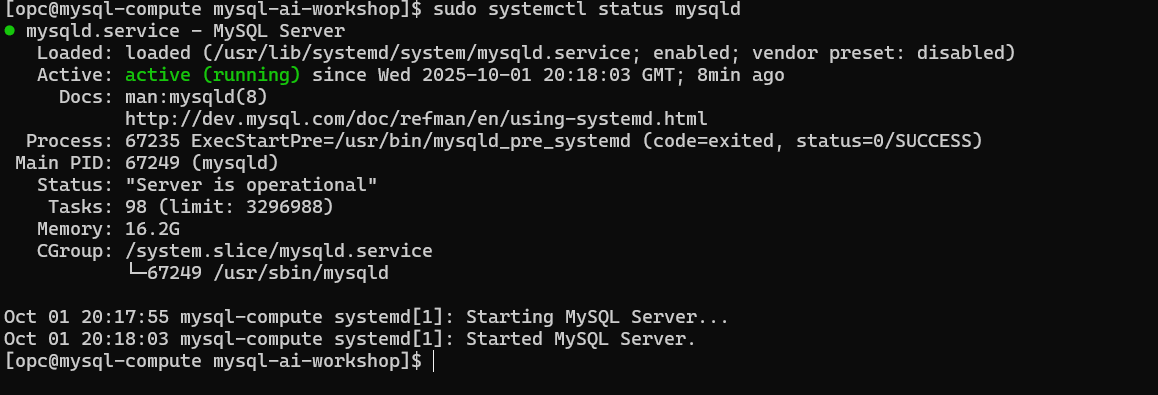 [opc@mysql-compute mysql-ai-workshop]$ sudo systemctl status mysqld
● mysqld.service - MySQL Server
   Loaded: loaded (/usr/lib/systemd/system/mysqld.service; enabled; vendor preset: disabled)
   Active: active (running) since Wed 2025-10-01 20:18:03 GMT; 8min ago
     Docs: man:mysqld(8)
           http://dev.mysql.com/doc/refman/en/using-systemd.html
  Process: 67235 ExecStartPre=/usr/bin/mysqld_pre_systemd (code=exited, status=0/SUCCESS)
 Main PID: 67249 (mysqld)
   Status: "Server is operational"
    Tasks: 98 (limit: 3296988)
   Memory: 16.2G
   CGroup: /system.slice/mysqld.service
           └─67249 /usr/sbin/mysqld

Oct 01 20:17:55 mysql-compute systemd[1]: Starting MySQL Server...
Oct 01 20:18:03 mysql-compute systemd[1]: Started MySQL Server.
[opc@mysql-compute mysql-ai-workshop]$